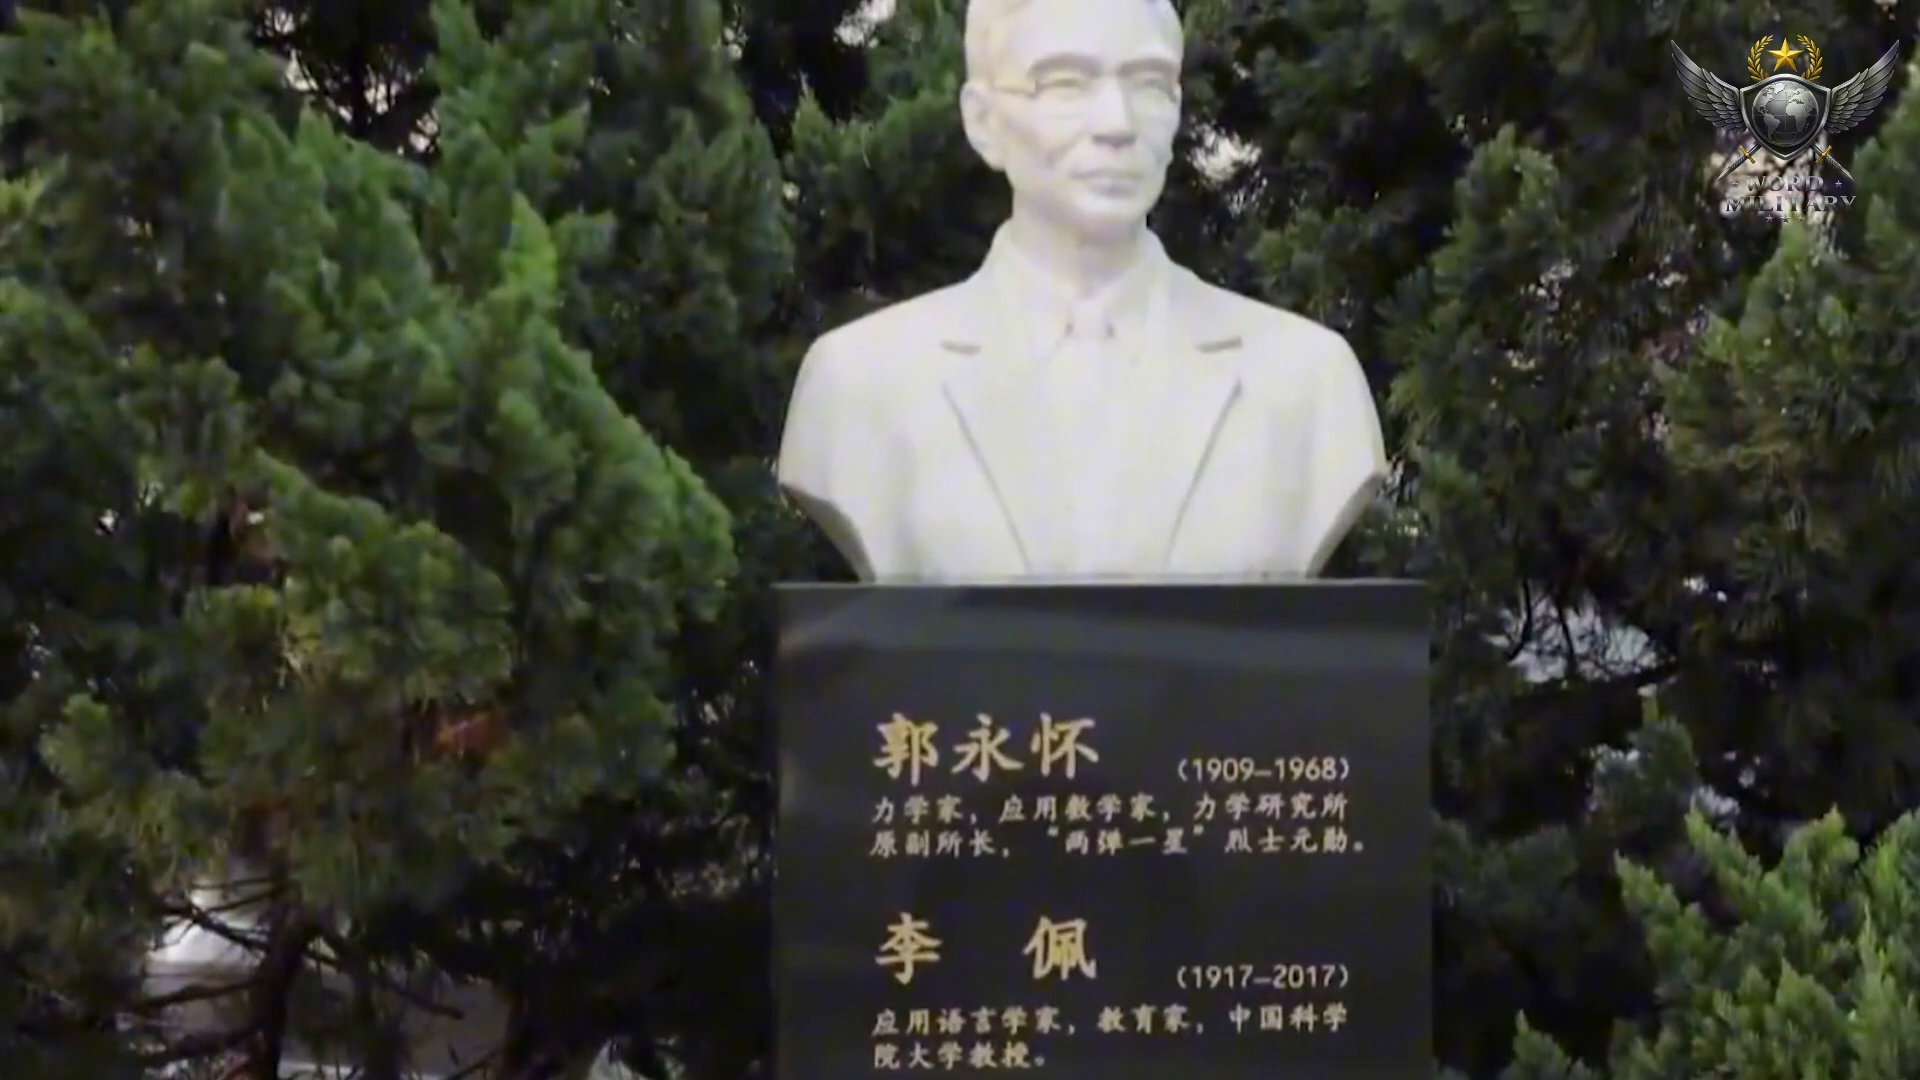 WORD
MILITARY
郭永怀 (1909–1968)
力学家，应用数学家，力学研究所
原副所长，“两弹一星”烈士元勋。
李 佩 (1917–2017)
应用语言学家，教育家，中国科学
院大学教授。